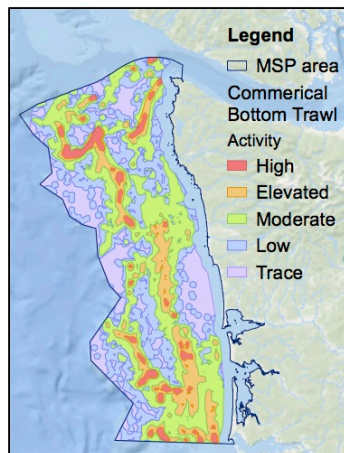 Legend
MSP area
Commerical
Bottom Trawl
Activity
High
Elevated
Moderate
Low
Trace